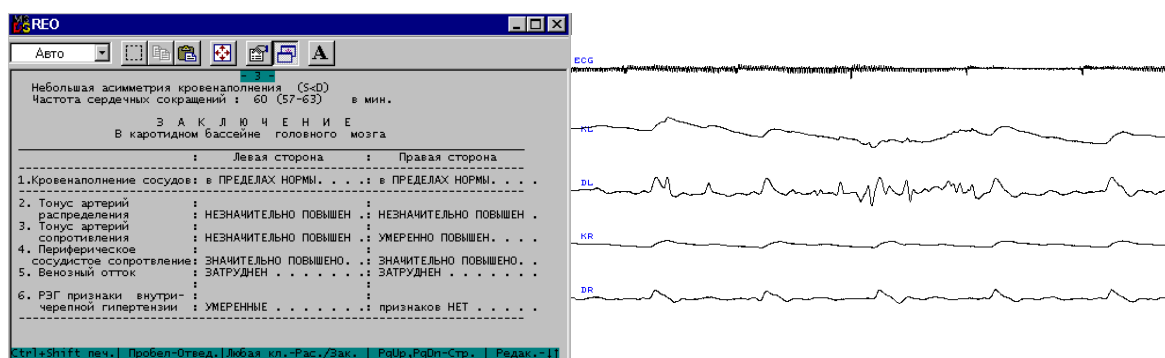 REO
Авто
A
- 3 -
Небольшая асимметрия кровенаполнения (S<D)
Частота сердечных сокращений : 60 (57-63) в мин.
З А К Л Ю Ч Е Н И Е
В каротидном бассейне головного мозга
: Левая сторона : Правая сторона
1.Кровенаполнение сосудов: в ПРЕДЕЛАХ НОРМЫ. . . .: в ПРЕДЕЛАХ НОРМЫ. . . .
2. Тонус артерий : :
распределения : НЕЗНАЧИТЕЛЬНО ПОВЫШЕН .: НЕЗНАЧИТЕЛЬНО ПОВЫШЕН .
3. Тонус артерий : :
сопротивления : НЕЗНАЧИТЕЛЬНО ПОВЫШЕН .: УМЕРЕННО ПОВЫШЕН. . . .
4. Периферическое : :
сосудистое сопротвление: ЗНАЧИТЕЛЬНО ПОВЫШЕНО. .: ЗНАЧИТЕЛЬНО ПОВЫШЕНО. .
5. Венозный отток : ЗАТРУДНЕН . . . . . . .: ЗАТРУДНЕН . . . . . . .
: :
6. РЭГ признаки внутри- : :
черепной гипертензии : УМЕРЕННЫЕ . . . . . . .: признаков НЕТ . . . . .
Ctrl+Shift печ.| Пробел-Отвед.|Любая кл.-Рас./Зак. | PgUp,PgDn-Стр. | Редак.-↓↑
ECG
KL
DL
KR
DR